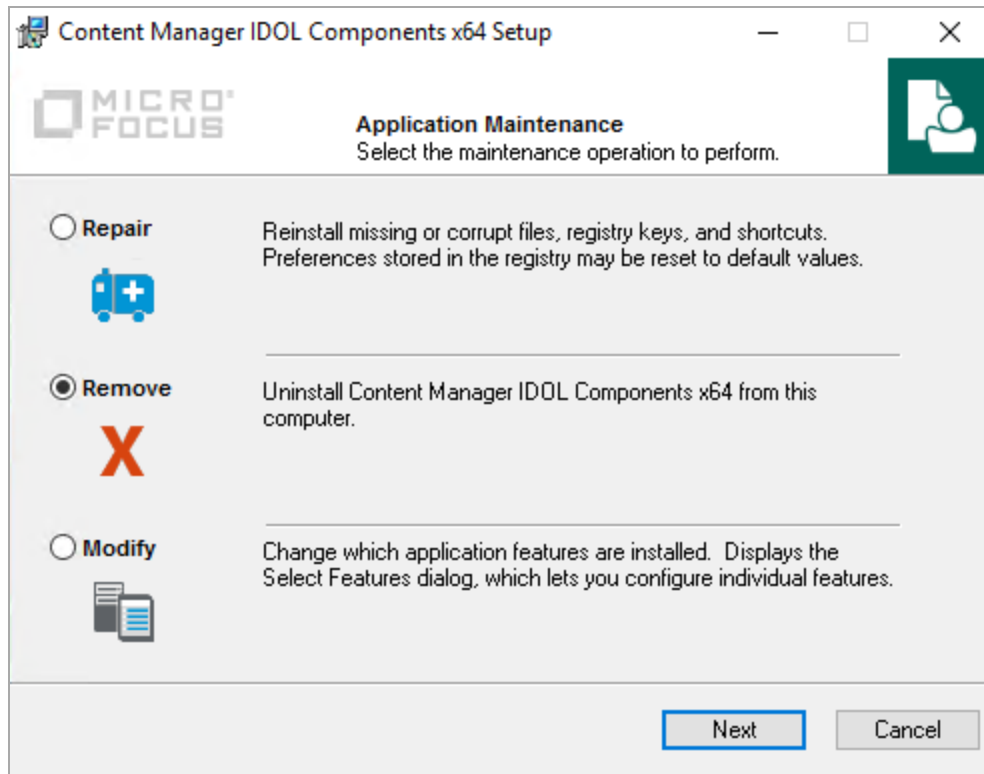 Content Manager IDOL Components x64 Setup
MICRO
FOCUS
Application Maintenance
Select the maintenance operation to perform.
Repair
Reinstall missing or corrupt files, registry keys, and shortcuts.
Preferences stored in the registry may be reset to default values.
Remove
Uninstall Content Manager IDOL Components x64 from this
computer.
X
Modify
Change which application features are installed.  Displays the
Select Features dialog, which lets you configure individual features.
Next
Cancel